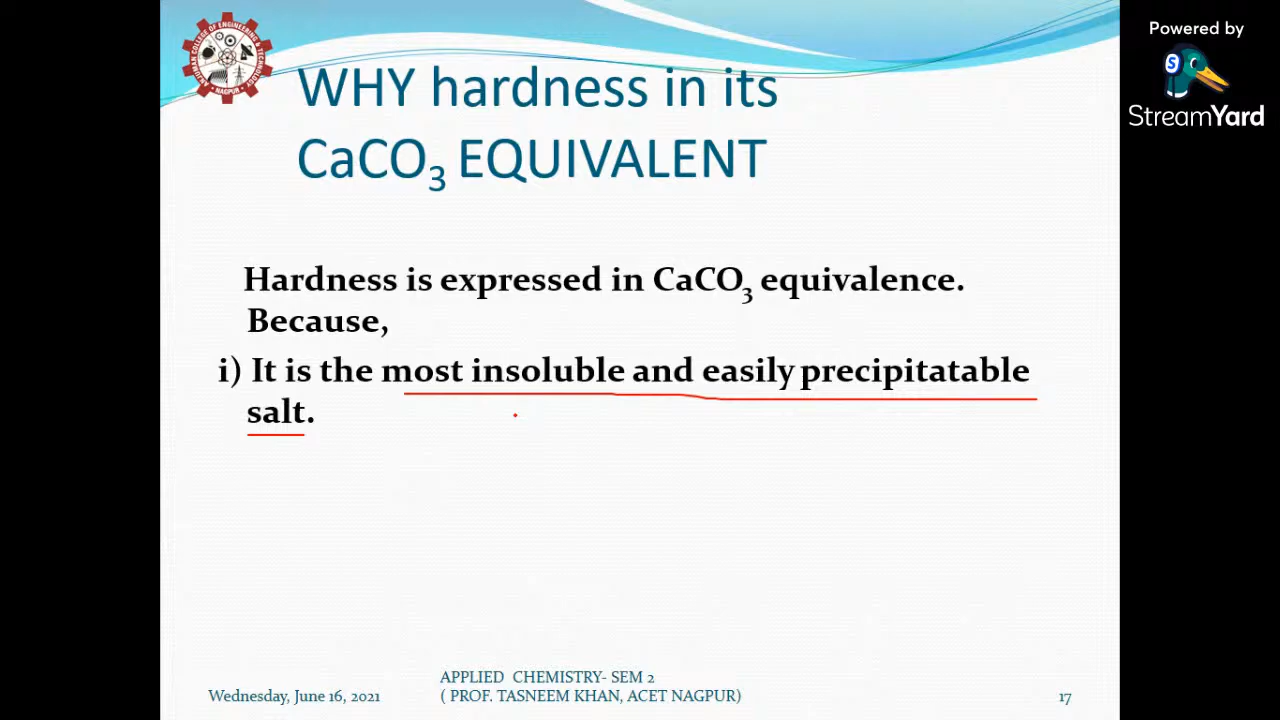 Powered by
StreamYard
WHY hardness in its
CaCO₃ EQUIVALENT
Hardness is expressed in CaCO₃ equivalence.
Because,
i) It is the most insoluble and easily precipitatable
salt.
APPLIED CHEMISTRY- SEM 2
Wednesday, June 16, 2021
( PROF. TASNEEM KHAN, ACET NAGPUR)
17